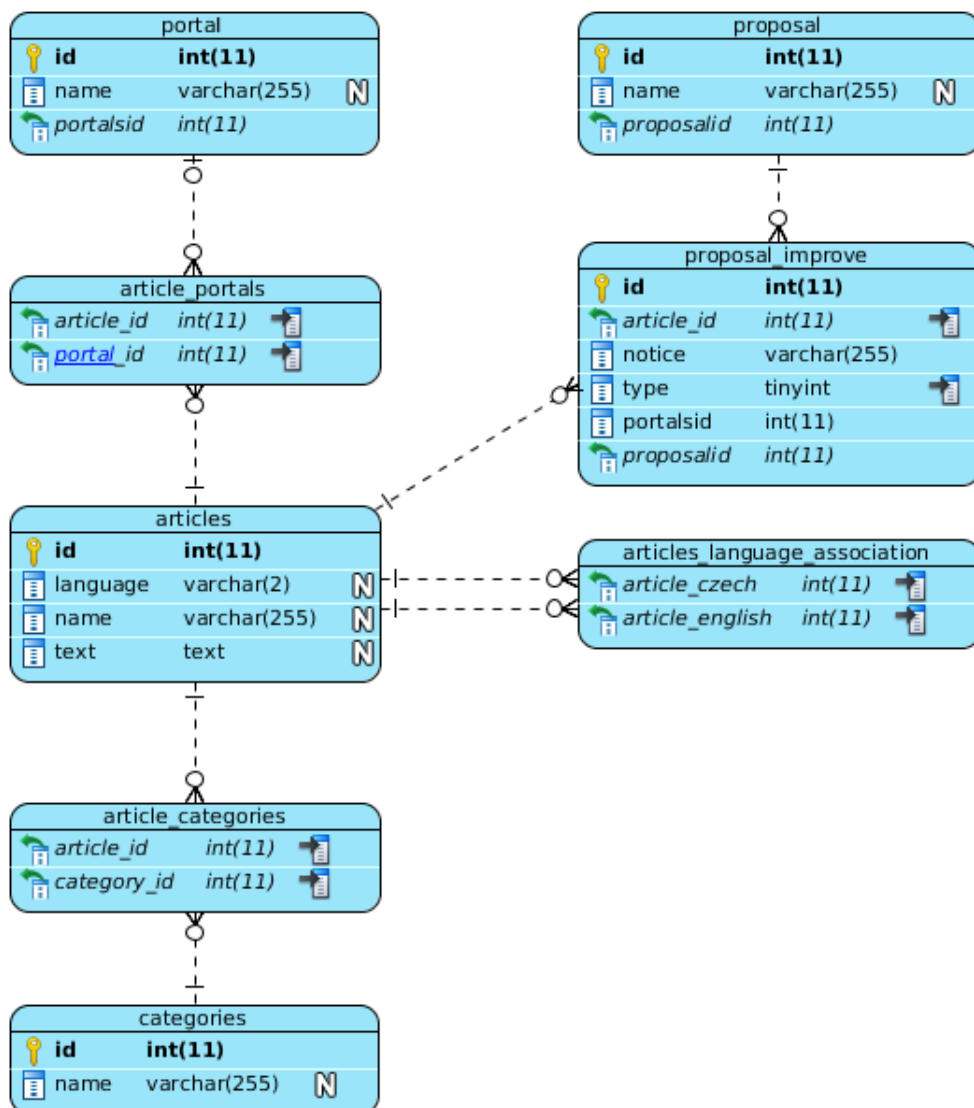 portal
id int(11)
name varchar(255) N
portalsid int(11)
proposal
id int(11)
name varchar(255) N
proposalid int(11)
article_portals
article_id int(11)
portal_id int(11)
proposal_improve
id int(11)
article_id int(11)
notice varchar(255)
type tinyint
portalsid int(11)
proposalid int(11)
articles
id int(11)
language varchar(2) N
name varchar(255) N
text text N
articles_language_association
article_czech int(11)
article_english int(11)
article_categories
article_id int(11)
category_id int(11)
categories
id int(11)
name varchar(255) N